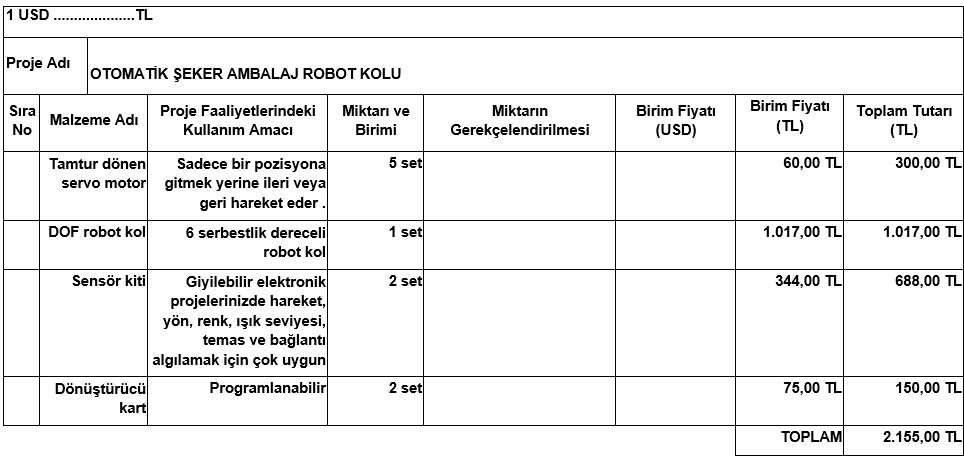 1 USD ....................TL
Proje Adı
OTOMATİK ŞEKER AMBALAJ ROBOT KOLU
Sıra No
Malzeme Adı
Proje Faaliyetlerindeki Kullanım Amacı
Miktarı ve Birimi
Miktarın Gerekçelendirilmesi
Birim Fiyatı (USD)
Birim Fiyatı (TL)
Toplam Tutarı (TL)
Tamtur dönen
servo motor
Sadece bir pozisyona
gitmek yerine ileri veya
geri hareket eder .
5 set
60,00 TL
300,00 TL
DOF robot kol
6 serbestlik dereceli
robot kol
1 set
1.017,00 TL
1.017,00 TL
Sensör kiti
Giyilebilir elektronik
projelerinizde hareket,
yön, renk, ışık seviyesi,
temas ve bağlantı
algılamak için çok uygun
2 set
344,00 TL
688,00 TL
Dönüştürücü
kart
Programlanabilir
2 set
75,00 TL
150,00 TL
TOPLAM
2.155,00 TL